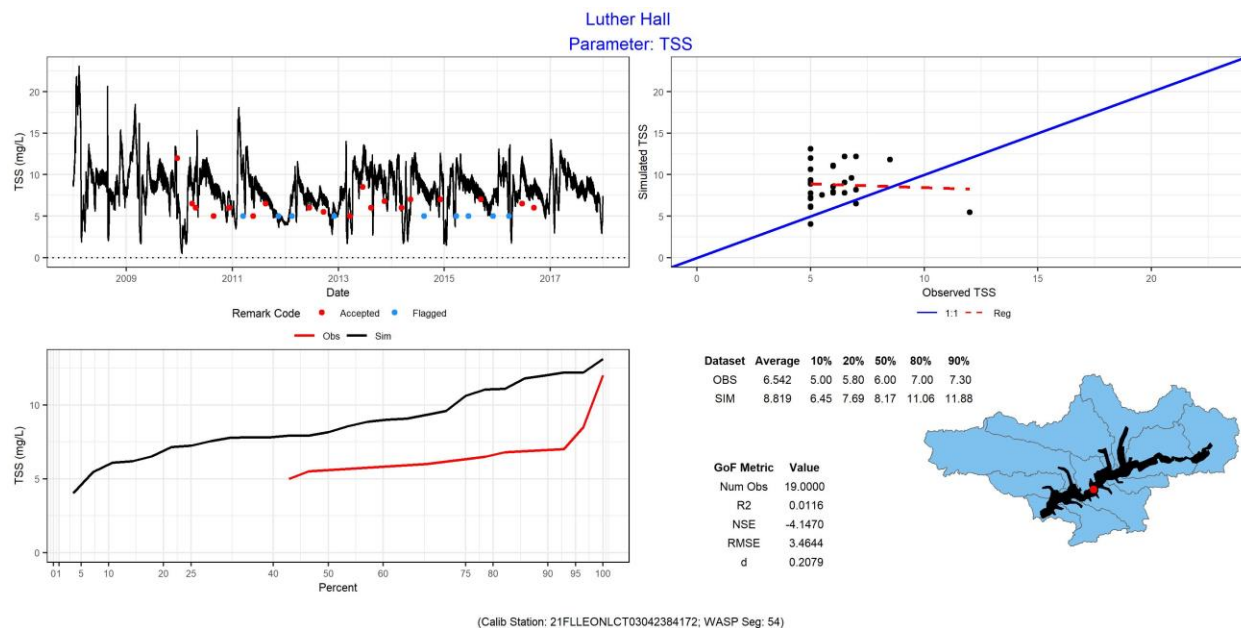 Luther Hall
Parameter: TSS
TSS (mg/L)
20
15
10
5
0
2009 2011 2013 2015 2017
Date
Remark Code Accepted Flagged
Simulated TSS
20
15
10
5
0
0 5 10 15 20
Observed TSS
1:1 Reg
Obs Sim
TSS (mg/L)
10
5
0
0 1 5 10 20 25 40 50 60 75 80 90 95 100
Percent
Dataset Average 10% 20% 50% 80% 90%
OBS 6.542 5.00 5.80 6.00 7.00 7.30
SIM 8.819 6.45 7.69 8.17 11.06 11.88
GoF Metric Value
Num Obs 19.0000
R2 0.0116
NSE -4.1470
RMSE 3.4644
d 0.2079
(Calib Station: 21FLLEONLCT03042384172; WASP Seg: 54)